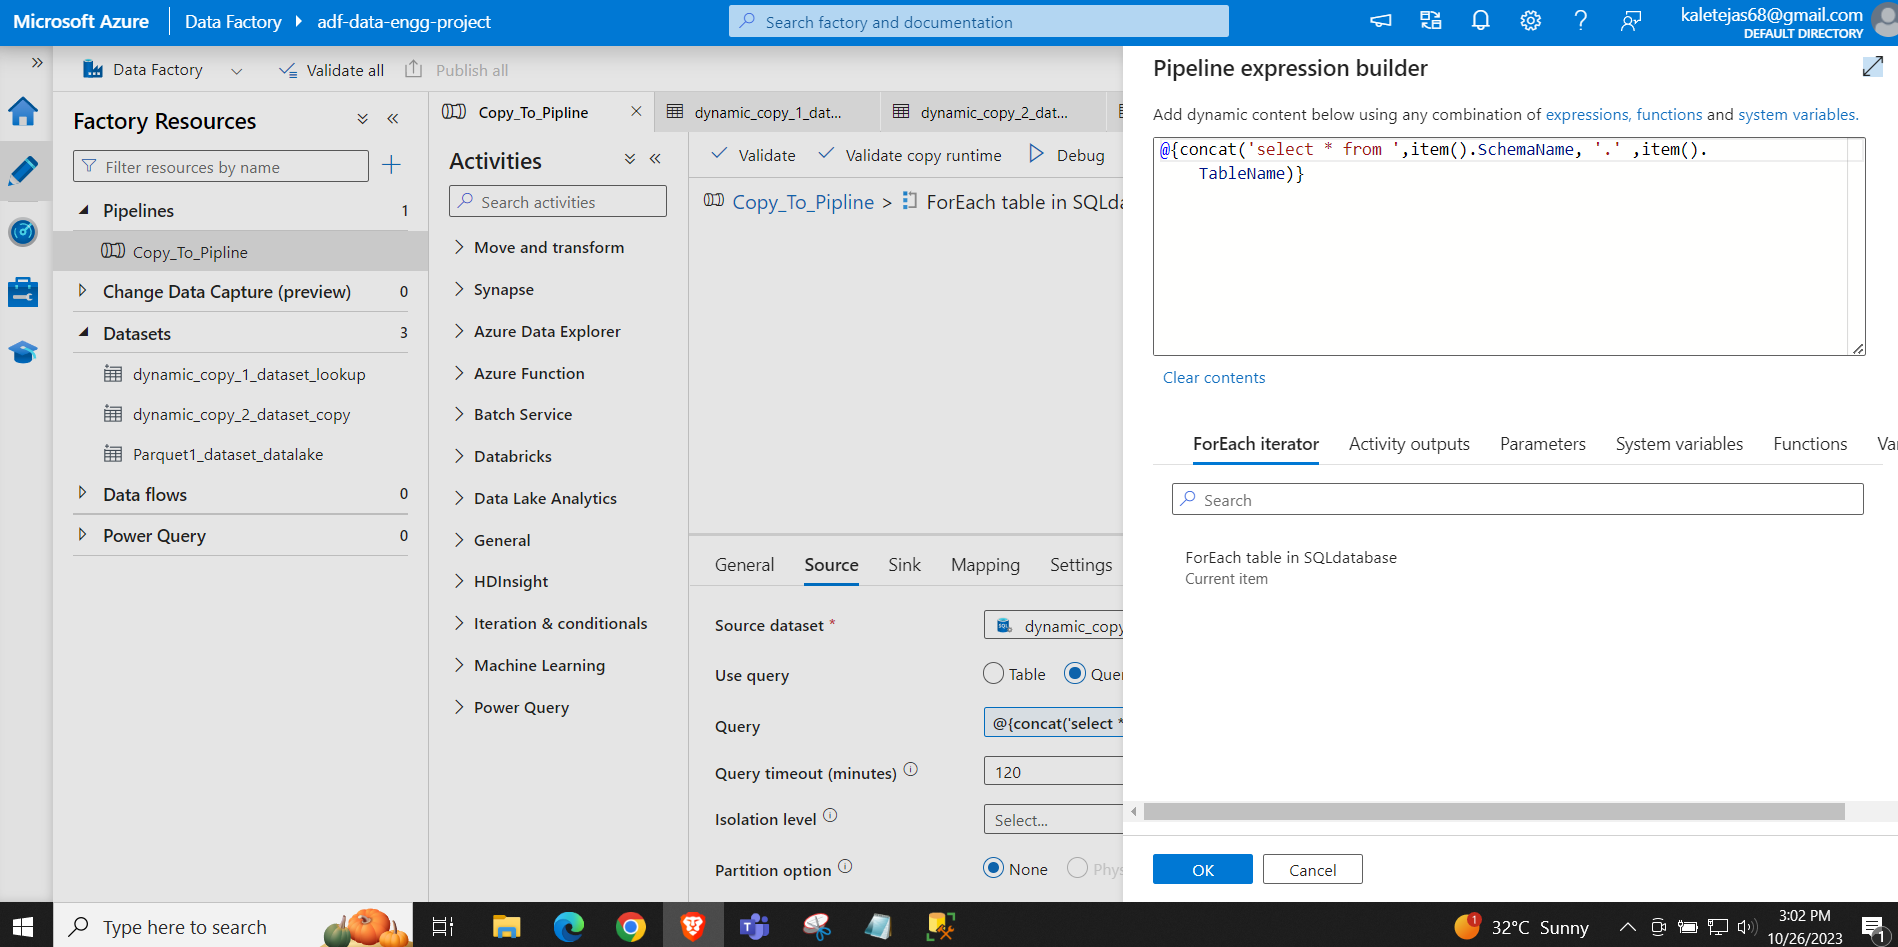 Microsoft Azure
Data Factory
adf-data-engg-project
Search factory and documentation
kaletejas68@gmail.com
DEFAULT DIRECTORY
Data Factory
Validate all
Publish all
Factory Resources
Filter resources by name
Pipelines 1
Copy_To_Pipline
Change Data Capture (preview) 0
Datasets 3
dynamic_copy_1_dataset_lookup
dynamic_copy_2_dataset_copy
Parquet1_dataset_datalake
Data flows 0
Power Query 0
Copy_To_Pipline
dynamic_copy_1_dat...
dynamic_copy_2_dat...
Activities
Search activities
Move and transform
Synapse
Azure Data Explorer
Azure Function
Batch Service
Databricks
Data Lake Analytics
General
HDInsight
Iteration & conditionals
Machine Learning
Power Query
Validate
Validate copy runtime
Debug
Copy_To_Pipline > ForEach table in SQLda
General
Source
Sink
Mapping
Settings
Source dataset *
dynamic_copy
Use query
Table
Quer
Query
@{concat('select *
Query timeout (minutes)
120
Isolation level
Select...
Partition option
None
Phys
Pipeline expression builder
Add dynamic content below using any combination of expressions, functions and system variables.
@{concat('select * from ',item().SchemaName, '.' ,item().
TableName)}
Clear contents
ForEach iterator
Activity outputs
Parameters
System variables
Functions
Va
Search
ForEach table in SQLdatabase
Current item
OK
Cancel
Type here to search
1
32°C Sunny
3:02 PM
10/26/2023
1